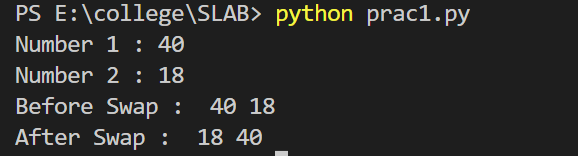 PS E:\college\SLAB> python prac1.py
Number 1 : 40
Number 2 : 18
Before Swap :  40 18
After Swap :  18 40